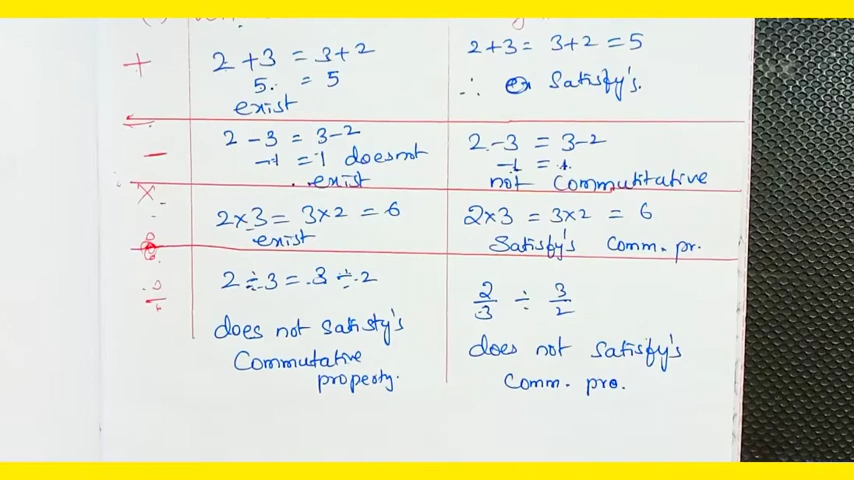 +
2 + 3 = 3 + 2
5 = 5
exist
2 + 3 = 3 + 2 = 5
∴ Satisfy's.
-
2 - 3 = 3 - 2
-1 = 1 doesnot
exist
2 - 3 = 3 - 2
-1 = 1
not Commutitative
×
2 × 3 = 3 × 2 = 6
exist
2 × 3 = 3 × 2 = 6
Satisfy's Comm. pr.
÷
2 ÷ 3 = 3 ÷ 2
does not satisty's
Commutative
property.
2/3 ÷ 3/2
does not satisfy's
Comm. pro.